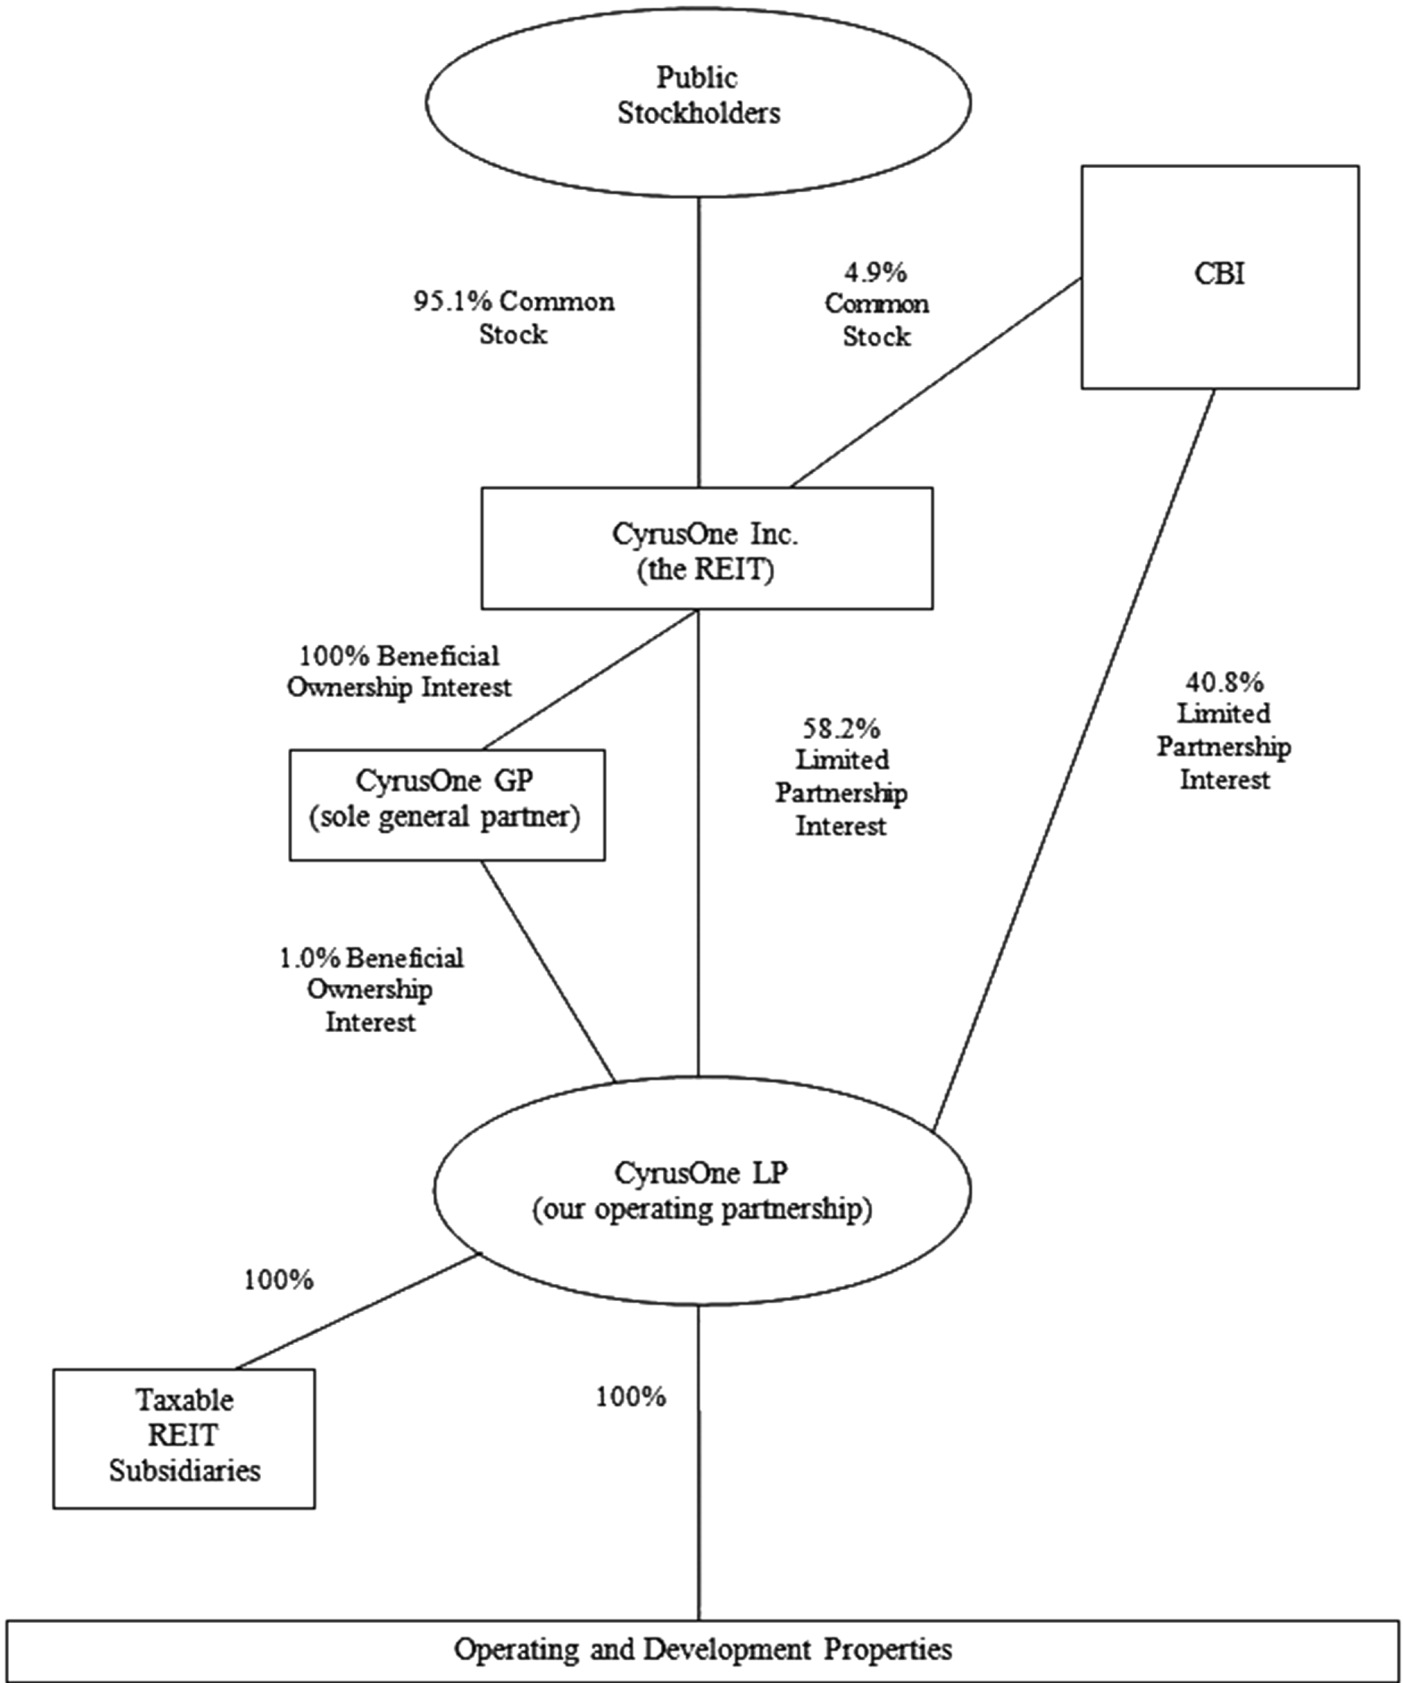 Public
Stockholders
CBI
95.1% Common
Stock
4.9%
Common
Stock
CyrusOne Inc.
(the REIT)
100% Beneficial
Ownership Interest
58.2%
Limited
Partnership
Interest
40.8%
Limited
Partnership
Interest
CyrusOne GP
(sole general partner)
1.0% Beneficial
Ownership
Interest
CyrusOne LP
(our operating partnership)
100%
100%
Taxable
REIT
Subsidiaries
Operating and Development Properties